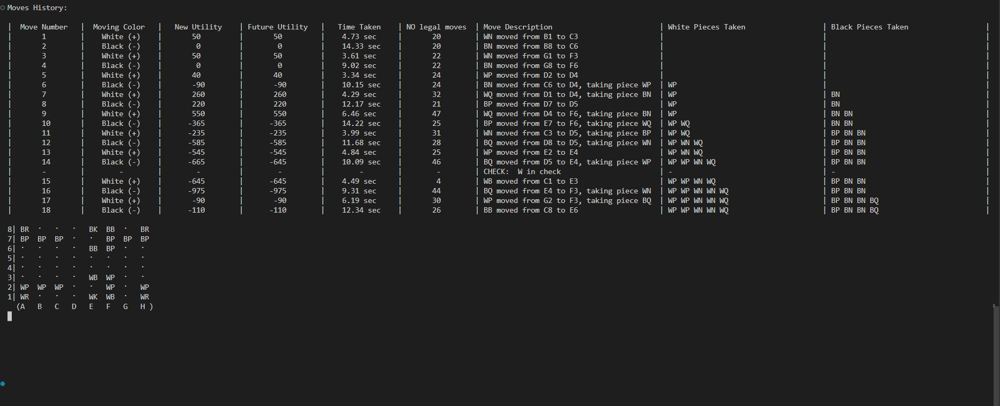 Moves History:
| Move Number | Moving Color | New Utility | Future Utility | Time Taken | NO legal moves | Move Description | White Pieces Taken | Black Pieces Taken |
| 1 | White (+) | 50 | 50 | 4.73 sec | 20 | WN moved from B1 to C3 | | |
| 2 | Black (-) | 0 | 0 | 14.33 sec | 20 | BN moved from B8 to C6 | | |
| 3 | White (+) | 50 | 50 | 3.61 sec | 22 | WN moved from G1 to F3 | | |
| 4 | Black (-) | 0 | 0 | 9.02 sec | 22 | BN moved from G8 to F6 | | |
| 5 | White (+) | 40 | 40 | 3.34 sec | 24 | WP moved from D2 to D4 | | |
| 6 | Black (-) | -90 | -90 | 10.15 sec | 24 | BN moved from C6 to D4, taking piece WP | WP | |
| 7 | White (+) | 260 | 260 | 4.29 sec | 32 | WQ moved from D1 to D4, taking piece BN | WP | BN |
| 8 | Black (-) | 220 | 220 | 12.17 sec | 21 | BP moved from D7 to D5 | WP | BN |
| 9 | White (+) | 550 | 550 | 6.46 sec | 47 | WQ moved from D4 to F6, taking piece BN | WP | BN BN |
| 10 | Black (-) | -365 | -365 | 14.22 sec | 25 | BP moved from E7 to F6, taking piece WQ | WP WQ | BN BN |
| 11 | White (+) | -235 | -235 | 3.99 sec | 31 | WN moved from C3 to D5, taking piece BP | WP WQ | BP BN BN |
| 12 | Black (-) | -585 | -585 | 11.68 sec | 28 | BQ moved from D8 to D5, taking piece WN | WP WN WQ | BP BN BN |
| 13 | White (+) | -545 | -545 | 4.84 sec | 25 | WP moved from E2 to E4 | WP WN WQ | BP BN BN |
| 14 | Black (-) | -665 | -645 | 10.09 sec | 46 | BQ moved from D5 to E4, taking piece WP | WP WP WN WQ | BP BN BN |
| - | - | - | - | - | - | CHECK: W in check | - | - |
| 15 | White (+) | -645 | -645 | 4.49 sec | 4 | WB moved from C1 to E3 | WP WP WN WQ | BP BN BN |
| 16 | Black (-) | -975 | -975 | 9.31 sec | 44 | BQ moved from E4 to F3, taking piece WN | WP WP WN WN WQ | BP BN BN |
| 17 | White (+) | -90 | -90 | 6.19 sec | 30 | WP moved from G2 to F3, taking piece BQ | WP WP WN WN WQ | BP BN BN BQ |
| 18 | Black (-) | -110 | -110 | 12.34 sec | 26 | BB moved from C8 to E6 | WP WP WN WN WQ | BP BN BN BQ |
8| BR · · · BK BB · BR
7| BP BP BP · · BP BP BP
6| · · · · BB BP · ·
5| · · · · · · · ·
4| · · · · · · · ·
3| · · · · WB WP · ·
2| WP WP WP · · WP · WP
1| WR · · · WK WB · WR
(A B C D E F G H )